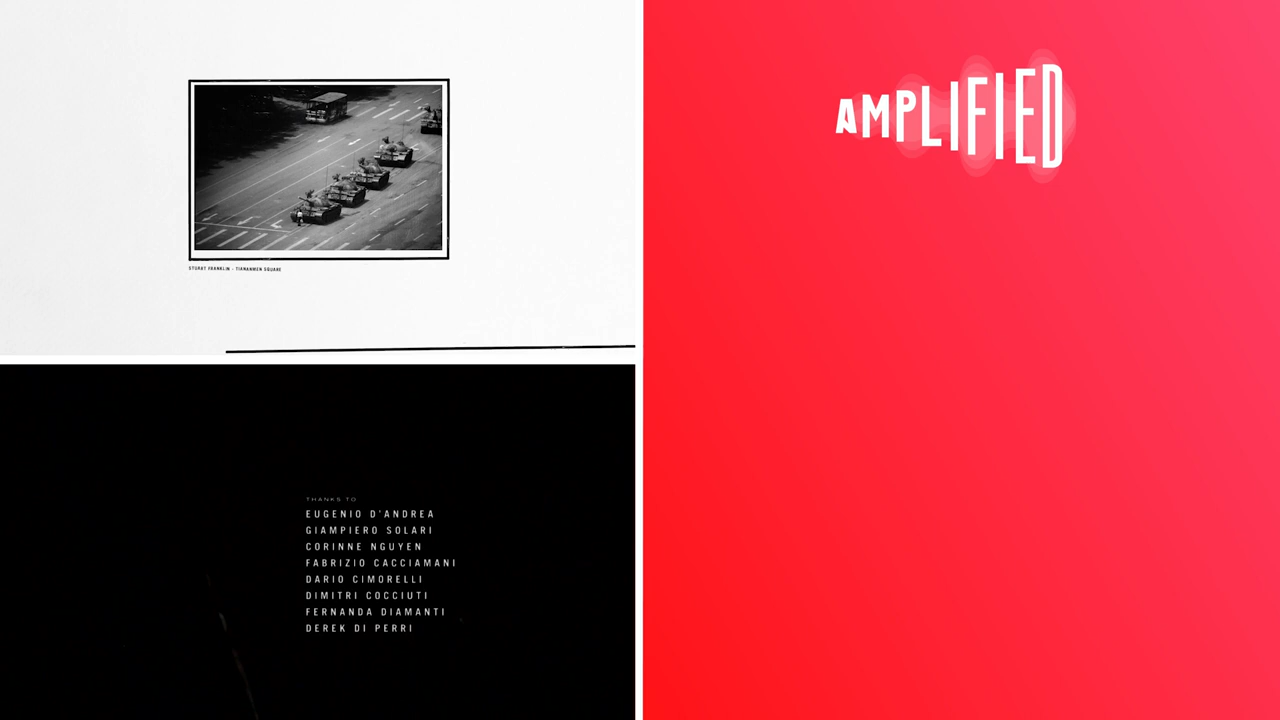 STURAT FRANKLIN - TIANANMEN SQUARE
THANKS TO
EUGENIO D'ANDREA
GIAMPIERO SOLARI
CORINNE NGUYEN
FABRIZIO CACCIAMANI
DARIO CIMORELLI
DIMITRI COCCIUTI
FERNANDA DIAMANTI
DEREK DI PERRI
AMPLIFIED